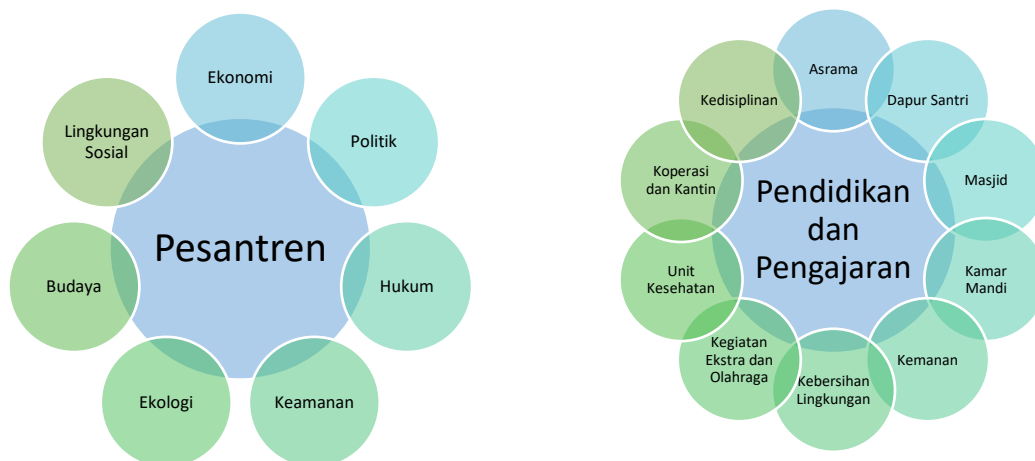 Ekonomi
Politik
Hukum
Keamanan
Ekologi
Budaya
Lingkungan
Sosial
Pesantren
Asrama
Dapur Santri
Masjid
Kamar
Mandi
Kemanan
Kebersihan
Lingkungan
Kegiatan
Ekstra dan
Olahraga
Unit
Kesehatan
Koperasi
dan Kantin
Kedisiplinan
Pendidikan
dan
Pengajaran